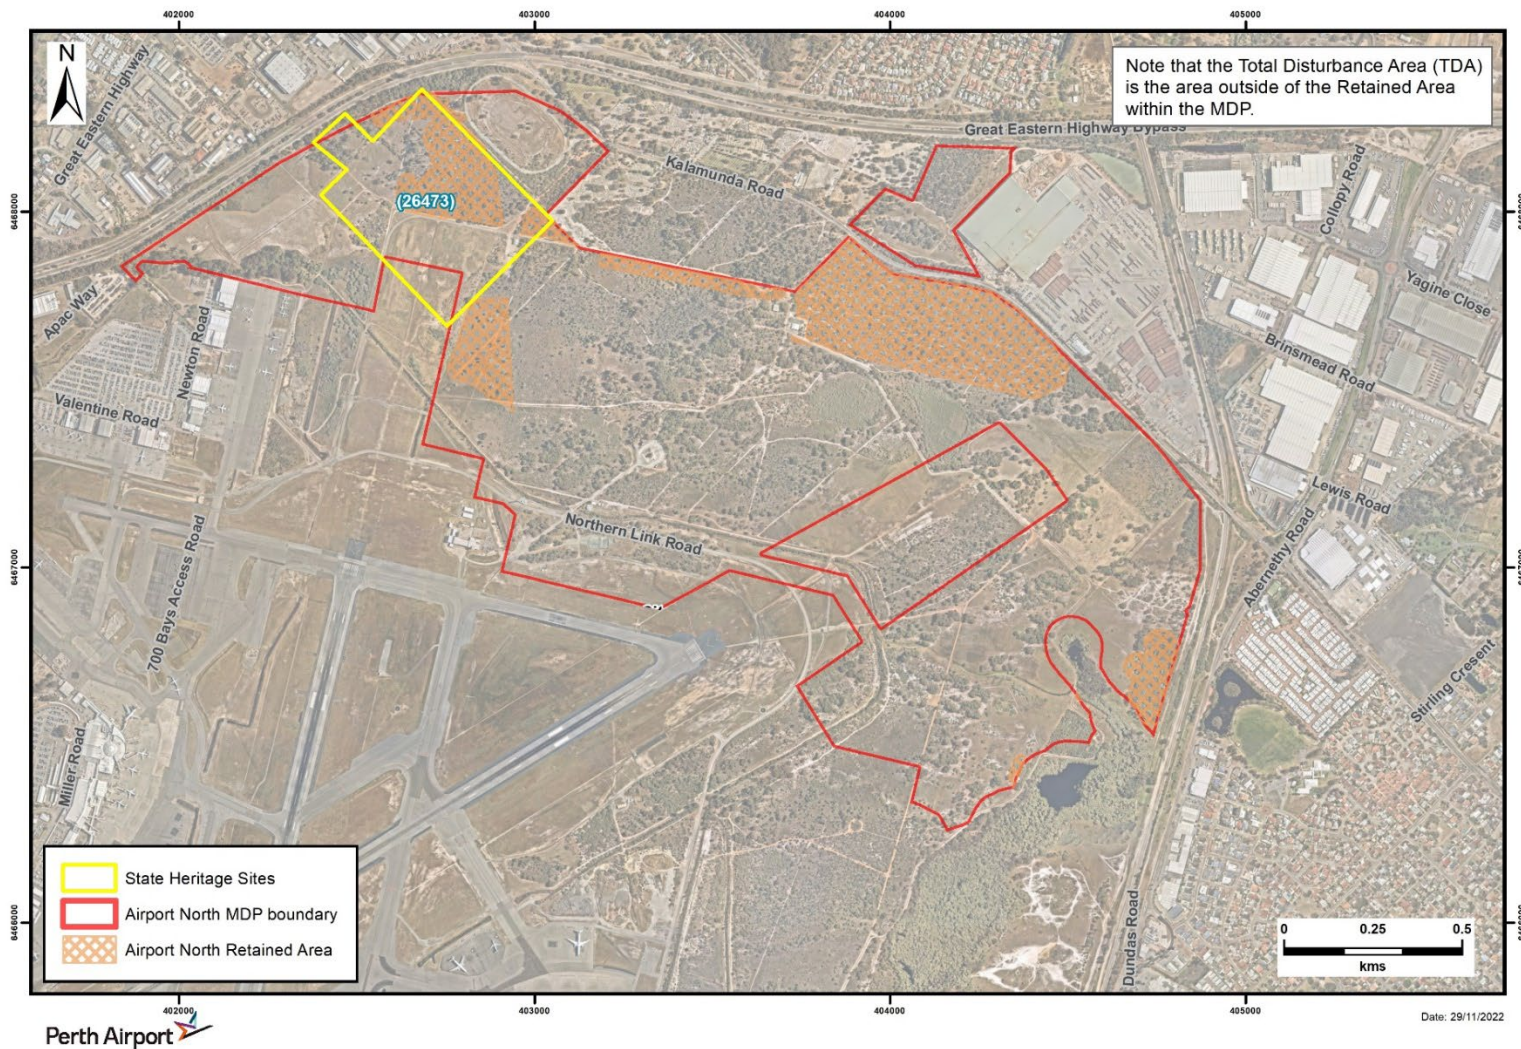 402000
403000
404000
405000
N
Note that the Total Disturbance Area (TDA)
is the area outside of the Retained Area
within the MDP.
Great Eastern Highway
Great Eastern Highway Bypass
Kalamunda Road
Collopy Road
(26473)
6468000
6468000
Apac Way
Newton Road
Yagine Close
Brinsmead Road
Valentine Road
Lewis Road
Northern Link Road
700 Bays Access Road
Abernethy Road
6467000
6467000
Stirling Cresent
Miller Road
Dundas Road
State Heritage Sites
Airport North MDP boundary
Airport North Retained Area
6466000
6466000
0 0.25 0.5
kms
402000
403000
404000
405000
Perth Airport
Date: 29/11/2022